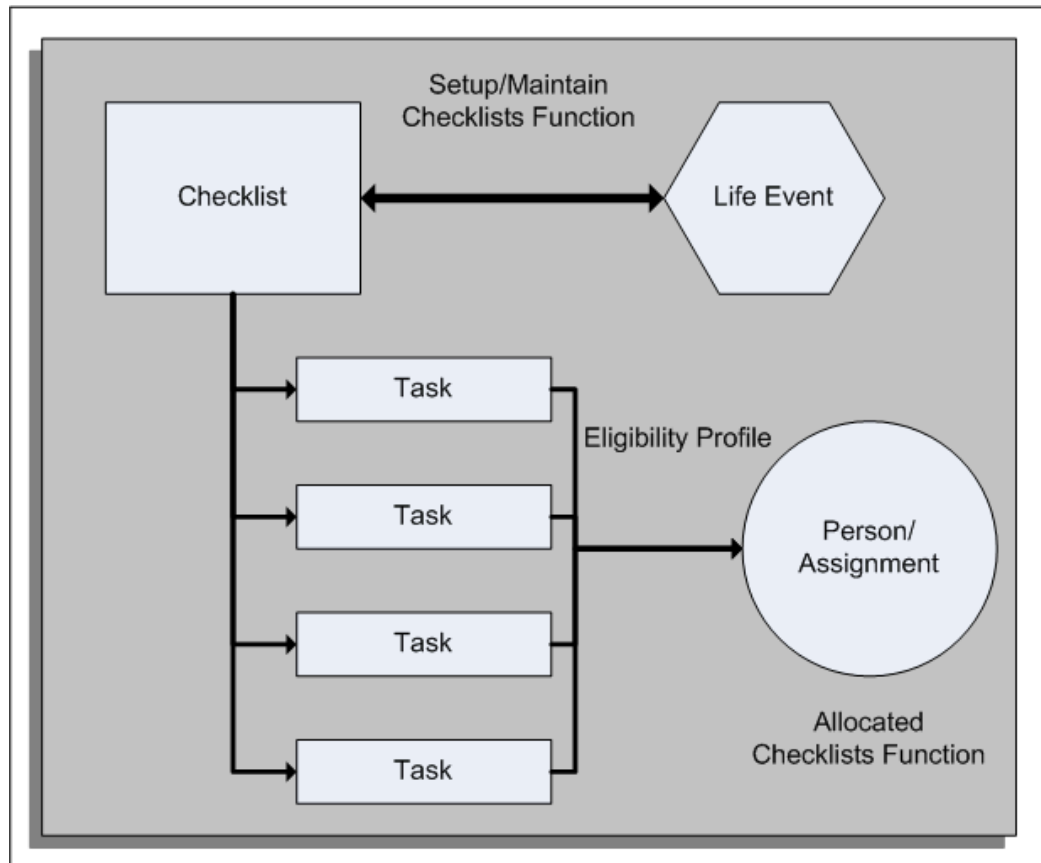 Setup/Maintain
Checklists Function
Checklist
Life Event
Task
Eligibility Profile
Task
Person/
Assignment
Task
Allocated
Checklists Function
Task